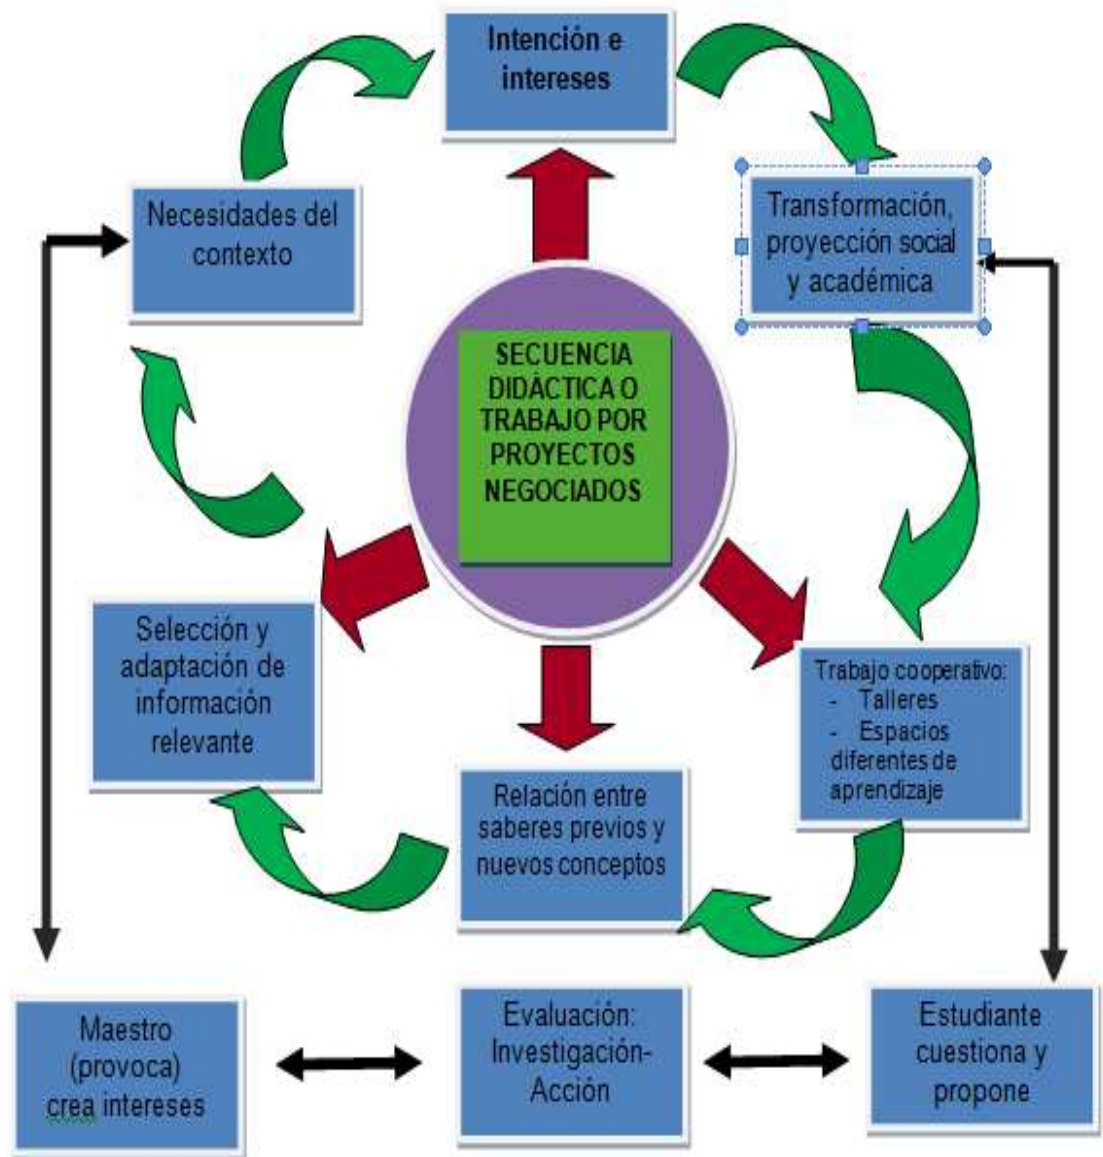 Intención e
intereses
Necesidades del
contexto
Transformación,
proyección social
y académica
SECUENCIA
DIDÁCTICA O
TRABAJO POR
PROYECTOS
NEGOCIADOS
Selección y
adaptación de
información
relevante
Trabajo cooperativo:
- Talleres
- Espacios
diferentes de
aprendizaje
Relación entre
saberes previos y
nuevos conceptos
Maestro
(provoca)
crea intereses
Evaluación:
Investigación-
Acción
Estudiante
cuestiona y
propone